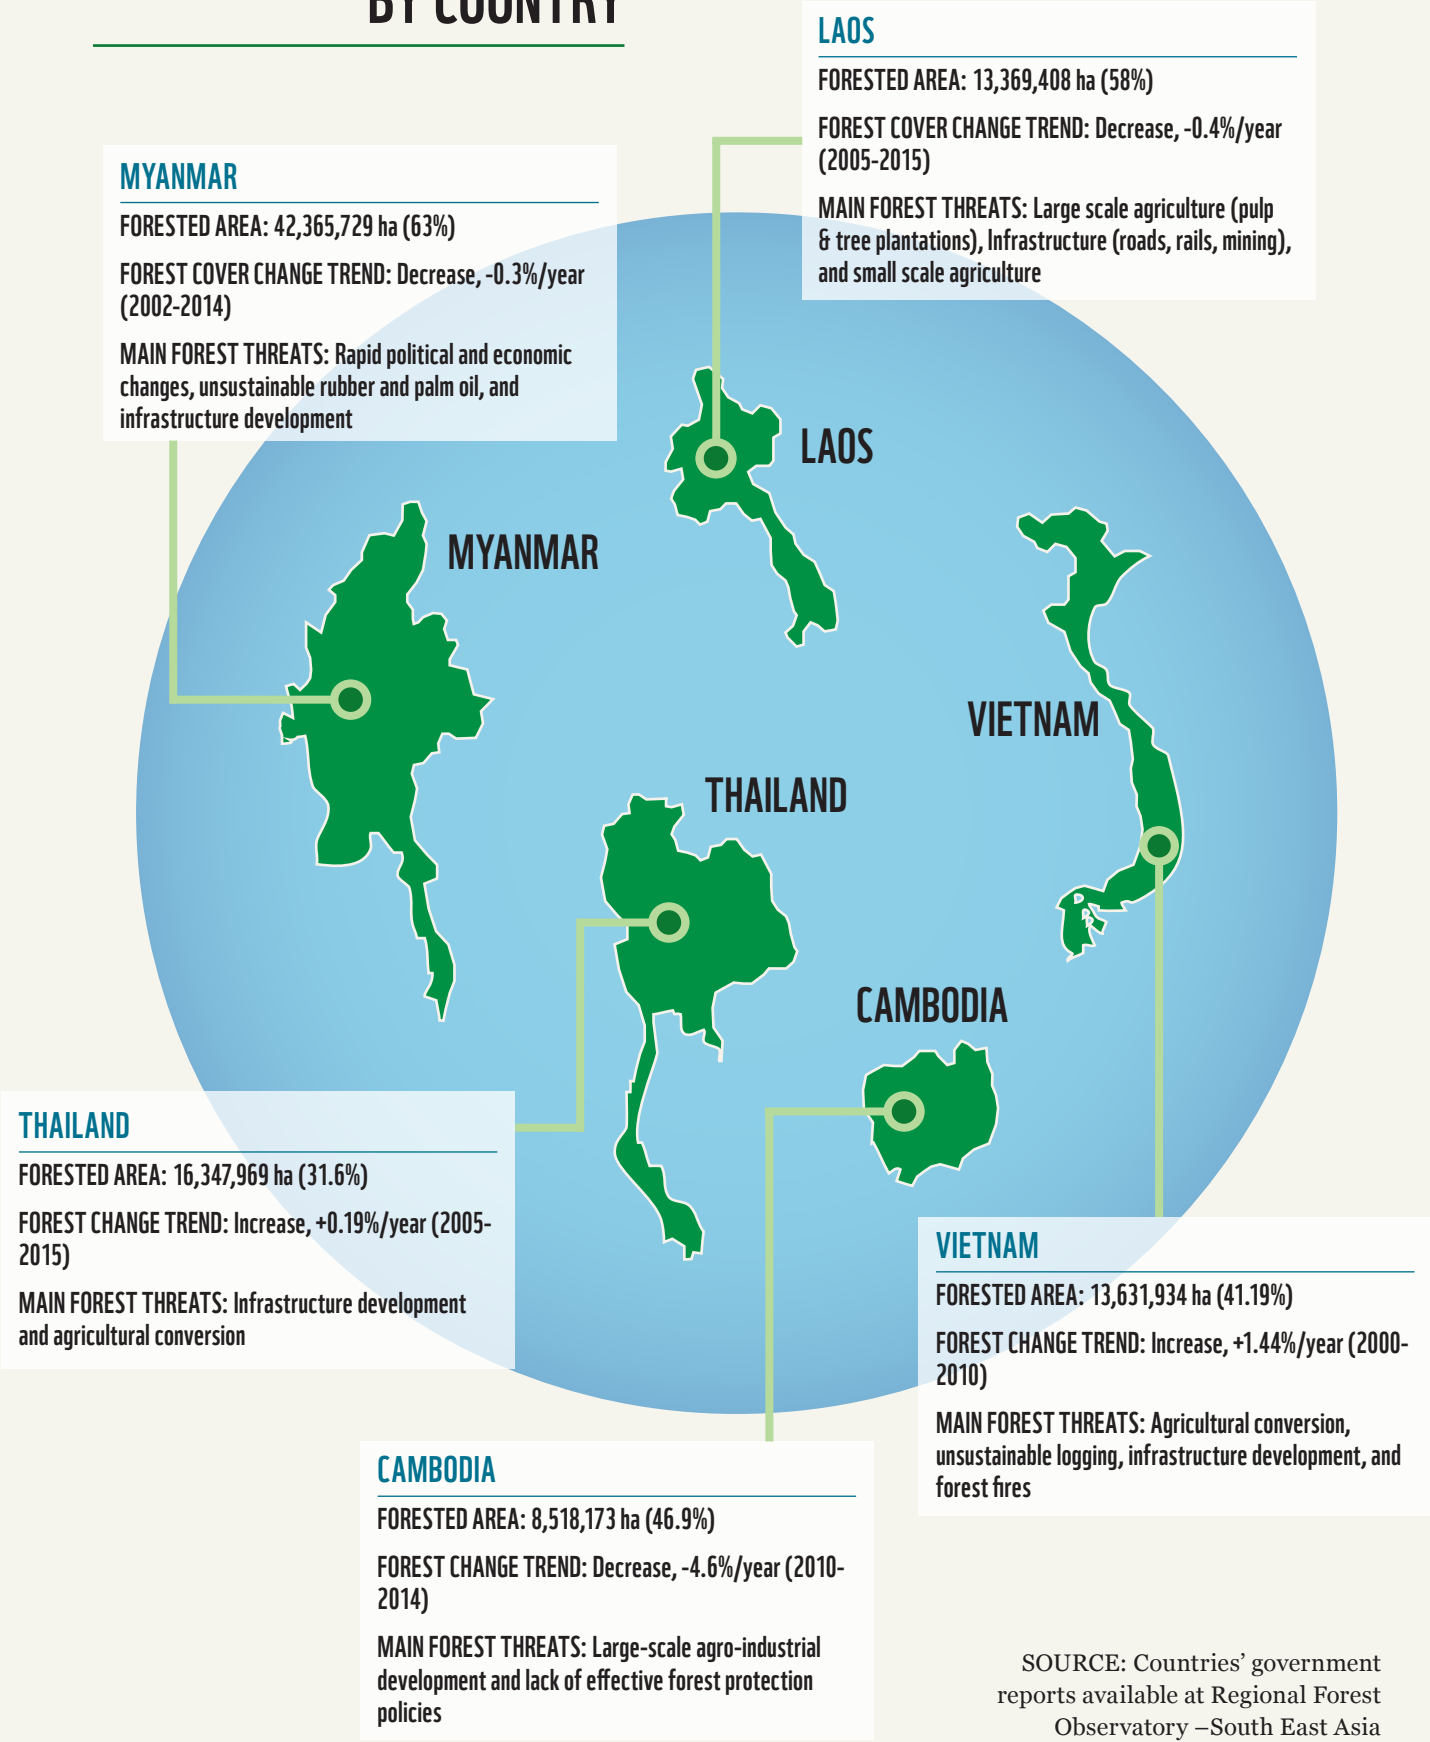 BY COUNTRY
LAOS
FORESTED AREA: 13,369,408 ha (58%)
FOREST COVER CHANGE TREND: Decrease, -0.4%/year
(2005-2015)
MAIN FOREST THREATS: Large scale agriculture (pulp
& tree plantations), Infrastructure (roads, rails, mining),
and small scale agriculture
MYANMAR
FORESTED AREA: 42,365,729 ha (63%)
FOREST COVER CHANGE TREND: Decrease, -0.3%/year
(2002-2014)
MAIN FOREST THREATS: Rapid political and economic
changes, unsustainable rubber and palm oil, and
infrastructure development
LAOS
MYANMAR
VIETNAM
THAILAND
CAMBODIA
THAILAND
FORESTED AREA: 16,347,969 ha (31.6%)
FOREST CHANGE TREND: Increase, +0.19%/year (2005-
2015)
MAIN FOREST THREATS: Infrastructure development
and agricultural conversion
VIETNAM
FORESTED AREA: 13,631,934 ha (41.19%)
FOREST CHANGE TREND: Increase, +1.44%/year (2000-
2010)
MAIN FOREST THREATS: Agricultural conversion,
unsustainable logging, infrastructure development, and
forest fires
CAMBODIA
FORESTED AREA: 8,518,173 ha (46.9%)
FOREST CHANGE TREND: Decrease, -4.6%/year (2010-
2014)
MAIN FOREST THREATS: Large-scale agro-industrial
development and lack of effective forest protection
policies
SOURCE: Countries’ government
reports available at Regional Forest
Observatory –South East Asia